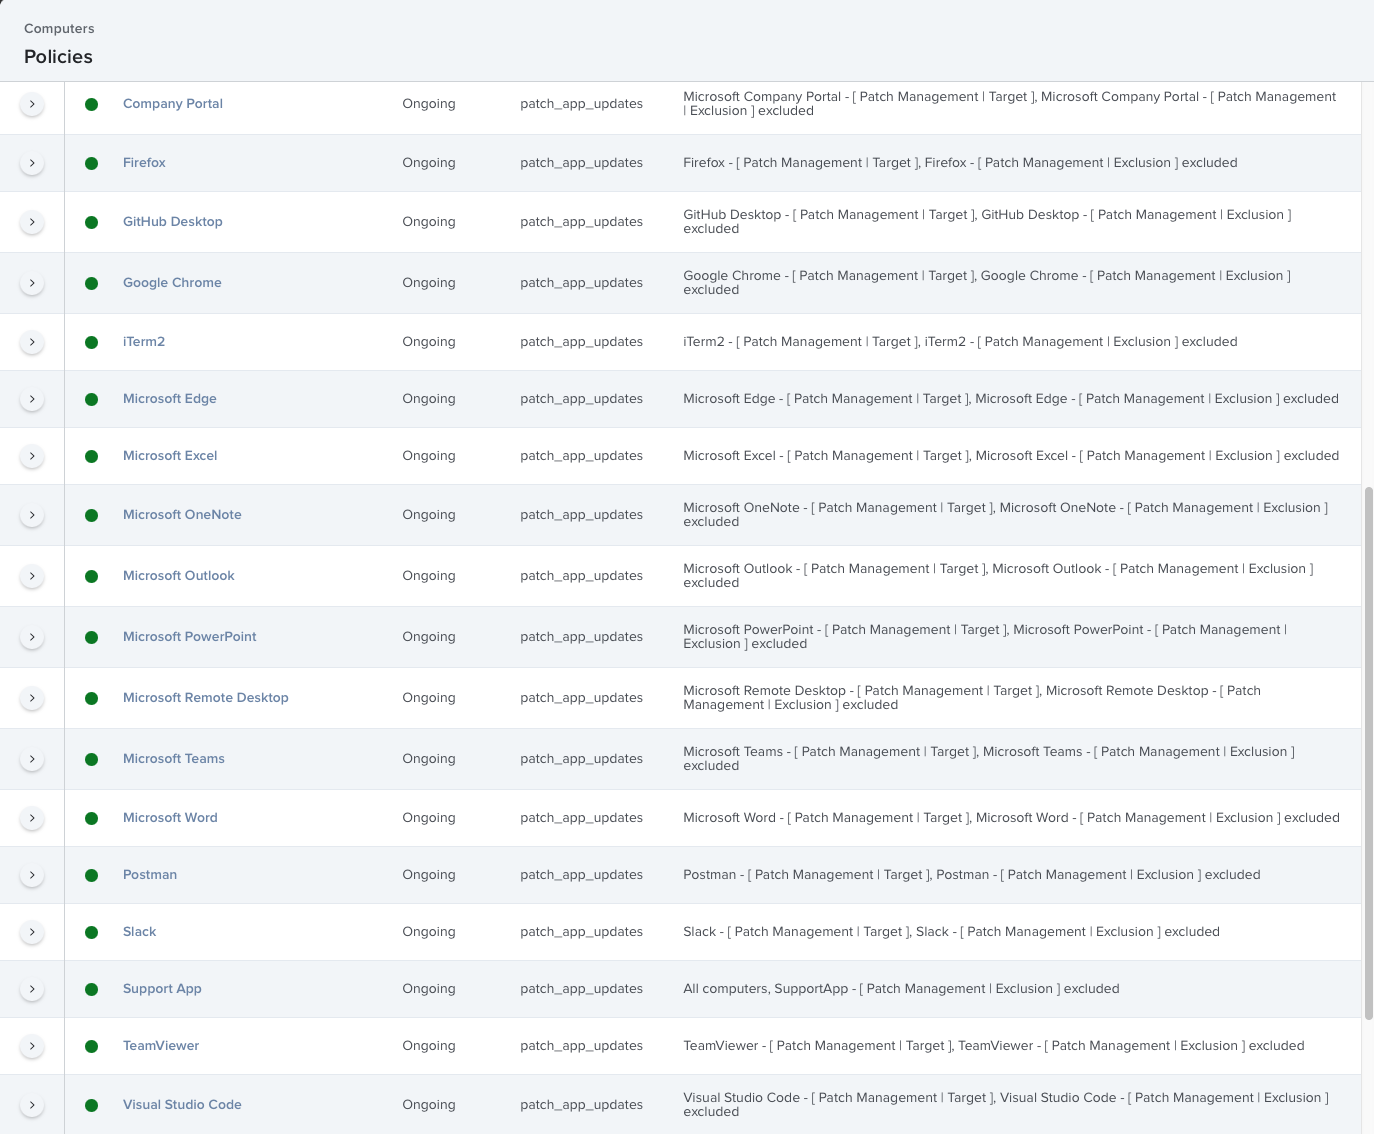 Computers
Policies
Company Portal Ongoing patch_app_updates Microsoft Company Portal - [ Patch Management | Target ], Microsoft Company Portal - [ Patch Management
| Exclusion ] excluded
Firefox Ongoing patch_app_updates Firefox - [ Patch Management | Target ], Firefox - [ Patch Management | Exclusion ] excluded
GitHub Desktop Ongoing patch_app_updates GitHub Desktop - [ Patch Management | Target ], GitHub Desktop - [ Patch Management | Exclusion ]
excluded
Google Chrome Ongoing patch_app_updates Google Chrome - [ Patch Management | Target ], Google Chrome - [ Patch Management | Exclusion ]
excluded
iTerm2 Ongoing patch_app_updates iTerm2 - [ Patch Management | Target ], iTerm2 - [ Patch Management | Exclusion ] excluded
Microsoft Edge Ongoing patch_app_updates Microsoft Edge - [ Patch Management | Target ], Microsoft Edge - [ Patch Management | Exclusion ] excluded
Microsoft Excel Ongoing patch_app_updates Microsoft Excel - [ Patch Management | Target ], Microsoft Excel - [ Patch Management | Exclusion ] excluded
Microsoft OneNote Ongoing patch_app_updates Microsoft OneNote - [ Patch Management | Target ], Microsoft OneNote - [ Patch Management | Exclusion ]
excluded
Microsoft Outlook Ongoing patch_app_updates Microsoft Outlook - [ Patch Management | Target ], Microsoft Outlook - [ Patch Management | Exclusion ]
excluded
Microsoft PowerPoint Ongoing patch_app_updates Microsoft PowerPoint - [ Patch Management | Target ], Microsoft PowerPoint - [ Patch Management |
Exclusion ] excluded
Microsoft Remote Desktop Ongoing patch_app_updates Microsoft Remote Desktop - [ Patch Management | Target ], Microsoft Remote Desktop - [ Patch
Management | Exclusion ] excluded
Microsoft Teams Ongoing patch_app_updates Microsoft Teams - [ Patch Management | Target ], Microsoft Teams - [ Patch Management | Exclusion ]
excluded
Microsoft Word Ongoing patch_app_updates Microsoft Word - [ Patch Management | Target ], Microsoft Word - [ Patch Management | Exclusion ] excluded
Postman Ongoing patch_app_updates Postman - [ Patch Management | Target ], Postman - [ Patch Management | Exclusion ] excluded
Slack Ongoing patch_app_updates Slack - [ Patch Management | Target ], Slack - [ Patch Management | Exclusion ] excluded
Support App Ongoing patch_app_updates All computers, SupportApp - [ Patch Management | Exclusion ] excluded
TeamViewer Ongoing patch_app_updates TeamViewer - [ Patch Management | Target ], TeamViewer - [ Patch Management | Exclusion ] excluded
Visual Studio Code Ongoing patch_app_updates Visual Studio Code - [ Patch Management | Target ], Visual Studio Code - [ Patch Management | Exclusion ]
excluded